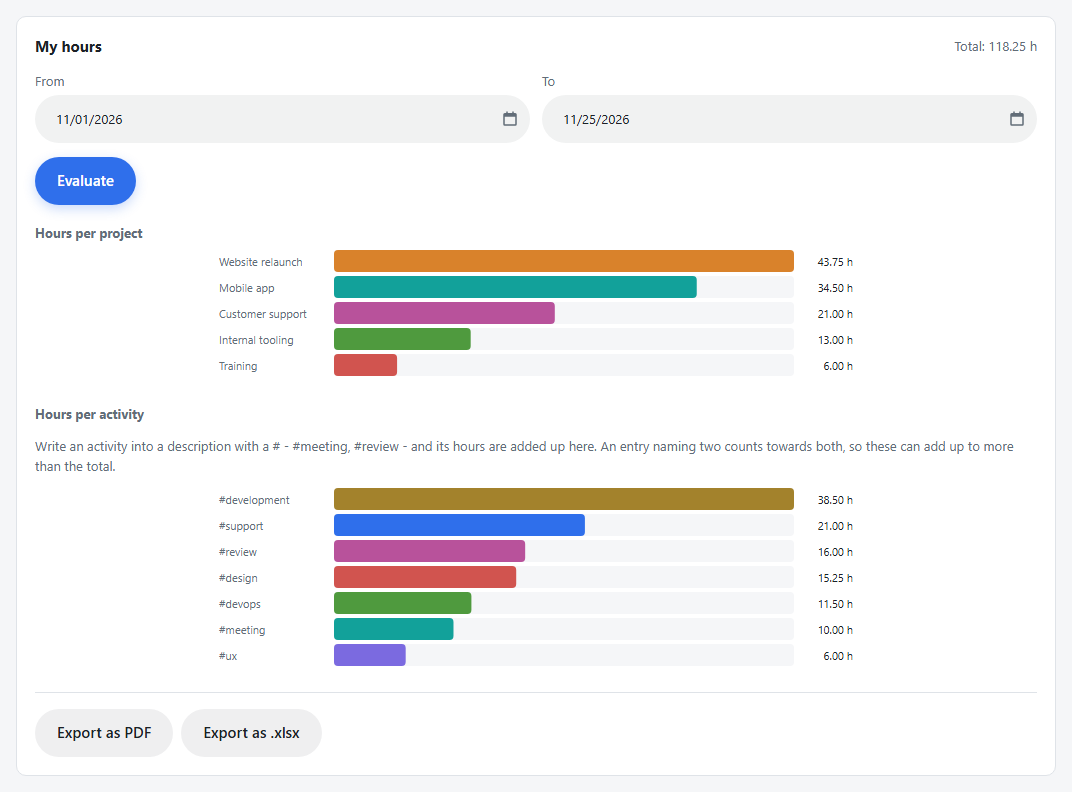 My hours
Total: 118.25 h
From
To
11/01/2026
11/25/2026
Evaluate
Hours per project
Website relaunch 43.75 h
Mobile app 34.50 h
Customer support 21.00 h
Internal tooling 13.00 h
Training 6.00 h
Hours per activity
Write an activity into a description with a # - #meeting, #review - and its hours are added up here. An entry naming two counts towards both, so these can add up to more
than the total.
#development 38.50 h
#support 21.00 h
#review 16.00 h
#design 15.25 h
#devops 11.50 h
#meeting 10.00 h
#ux 6.00 h
Export as PDF
Export as .xlsx